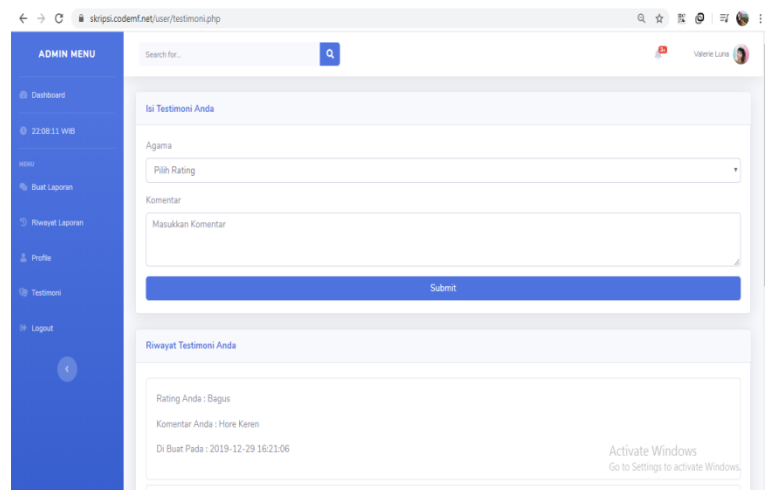 skripsi.codemf.net/user/testimoni.php
ADMIN MENU
Search for...
3+
Valerie Luna
Dashboard
22:08:11 WIB
MENU
Buat Laporan
Riwayat Laporan
Profile
Testimoni
Logout
Isi Testimoni Anda
Agama
Pilih Rating
Komentar
Masukkan Komentar
Submit
Riwayat Testimoni Anda
Rating Anda : Bagus
Komentar Anda : Hore Keren
Di Buat Pada : 2019-12-29 16:21:06
Activate Windows
Go to Settings to activate Windows.